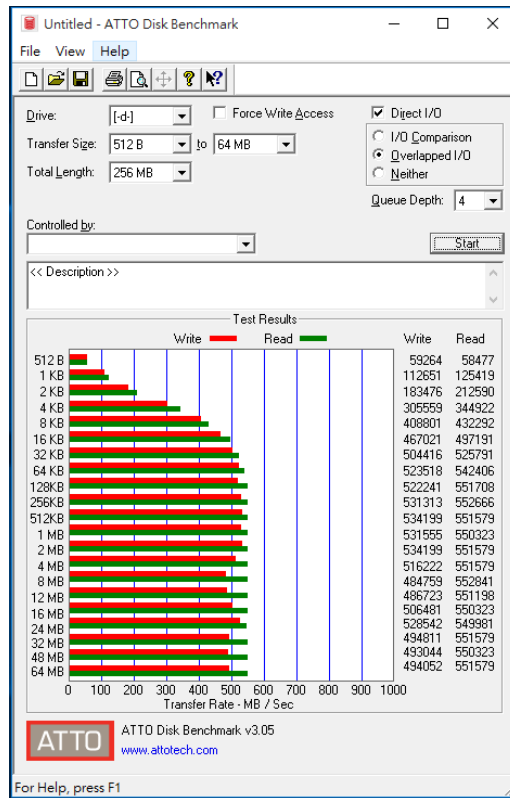 Untitled - ATTO Disk Benchmark
File View Help
Drive: [-d-] Force Write Access Direct I/O
Transfer Size: 512 B to 64 MB I/O Comparison
Overlapped I/O
Total Length: 256 MB Neither
Queue Depth: 4
Controlled by:
Start
<< Description >>
Test Results
Write Read Write Read
512 B 59264 58477
1 KB 112651 125419
2 KB 183476 212590
4 KB 305559 344922
8 KB 408801 432292
16 KB 467021 497191
32 KB 504416 525791
64 KB 523518 542406
128KB 522241 551708
256KB 531313 552666
512KB 534199 551579
1 MB 531555 550323
2 MB 534199 551579
4 MB 516222 551579
8 MB 484759 552841
12 MB 486723 551198
16 MB 506481 550323
24 MB 528542 549981
32 MB 494811 551579
48 MB 493044 550323
64 MB 494052 551579
0 100 200 300 400 500 600 700 800 900 1000
Transfer Rate - MB / Sec
ATTO
ATTO Disk Benchmark v3.05
www.attotech.com
For Help, press F1